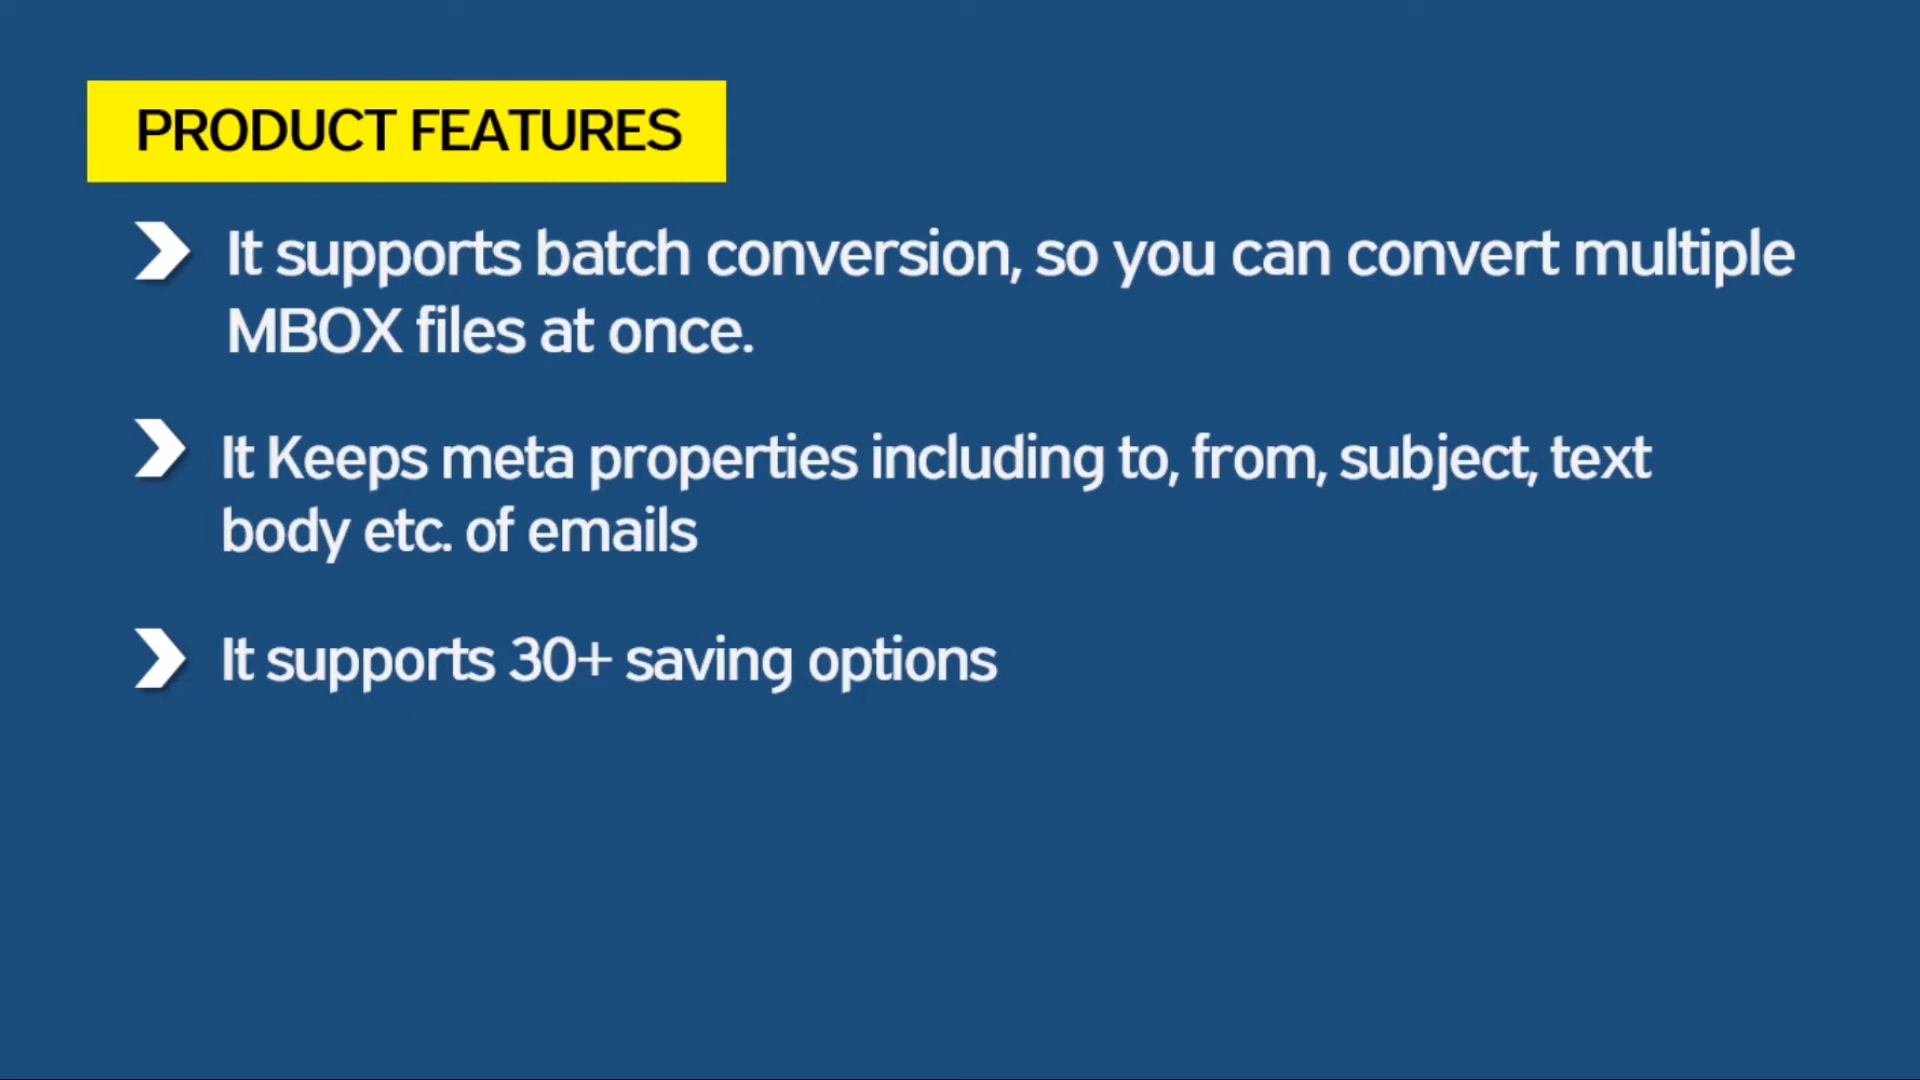 PRODUCT FEATURES
It supports batch conversion, so you can convert multiple
MBOX files at once.
It Keeps meta properties including to, from, subject, text
body etc. of emails
It supports 30+ saving options